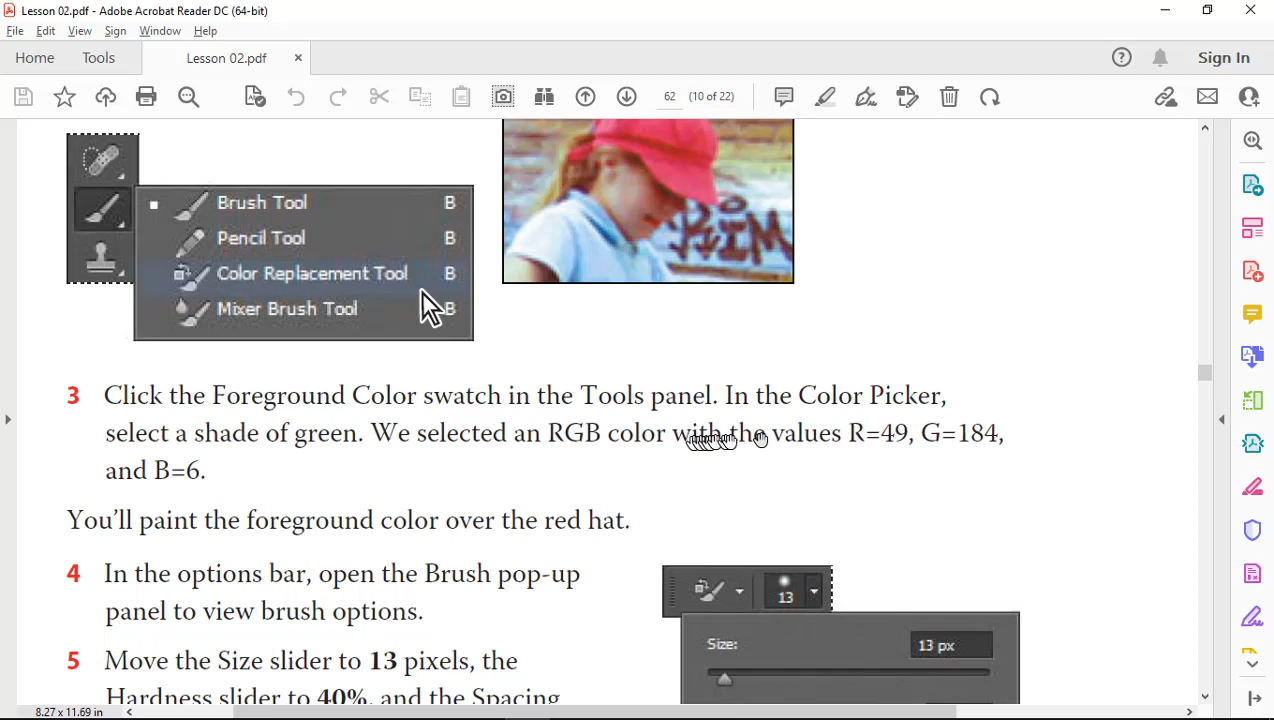 Lesson 02.pdf - Adobe Acrobat Reader DC (64-bit)
File Edit View Sign Window Help
Home Tools Lesson 02.pdf × Sign In
62 (10 of 22)
Brush Tool B
Pencil Tool B
Color Replacement Tool B
Mixer Brush Tool B
3 Click the Foreground Color swatch in the Tools panel. In the Color Picker,
select a shade of green. We selected an RGB color with the values R=49, G=184,
and B=6.
You’ll paint the foreground color over the red hat.
4 In the options bar, open the Brush pop-up
panel to view brush options.
13
5 Move the Size slider to 13 pixels, the
Size: 13 px
Hardness slider to 40%, and the Spacing
8.27 x 11.69 in